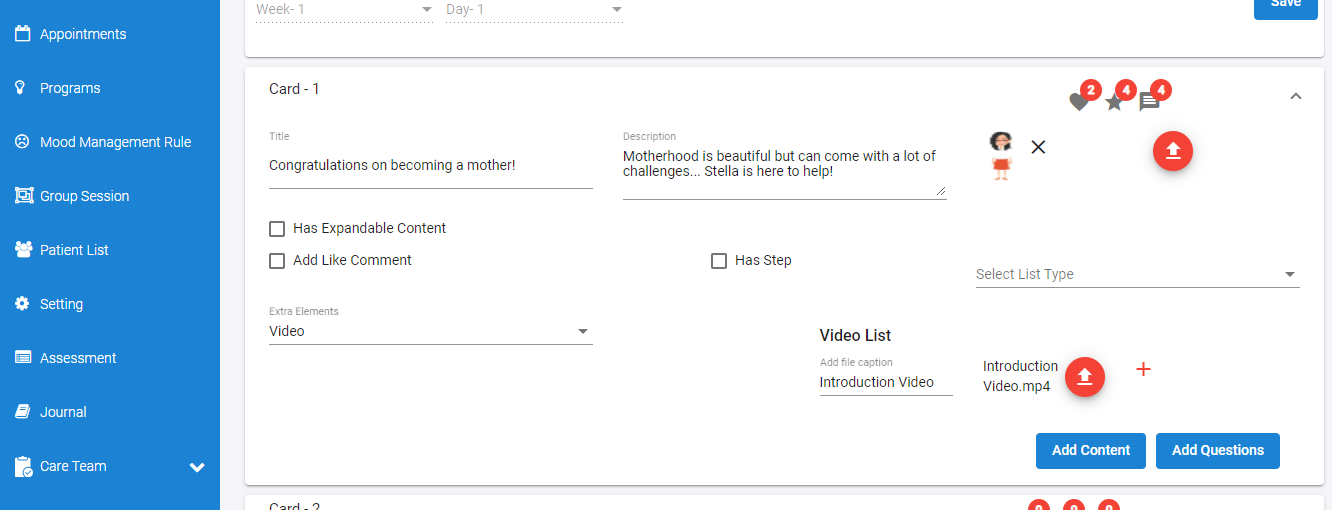 Appointments
Programs
Mood Management Rule
Group Session
Patient List
Setting
Assessment
Journal
Care Team
Week- 1
Day- 1
Save
Card - 1
2
4
4
Title
Congratulations on becoming a mother!
Description
Motherhood is beautiful but can come with a lot of
challenges... Stella is here to help!
Has Expandable Content
Add Like Comment
Has Step
Select List Type
Extra Elements
Video
Video List
Add file caption
Introduction Video
Introduction
Video.mp4
Add Content
Add Questions
Card - 2
0
0
0